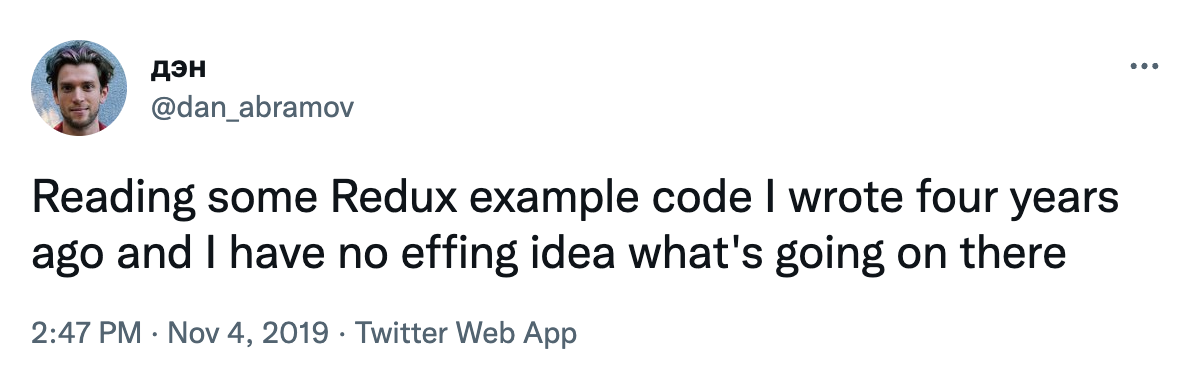 дэн
@dan_abramov
Reading some Redux example code I wrote four years
ago and I have no effing idea what's going on there
2:47 PM · Nov 4, 2019 · Twitter Web App